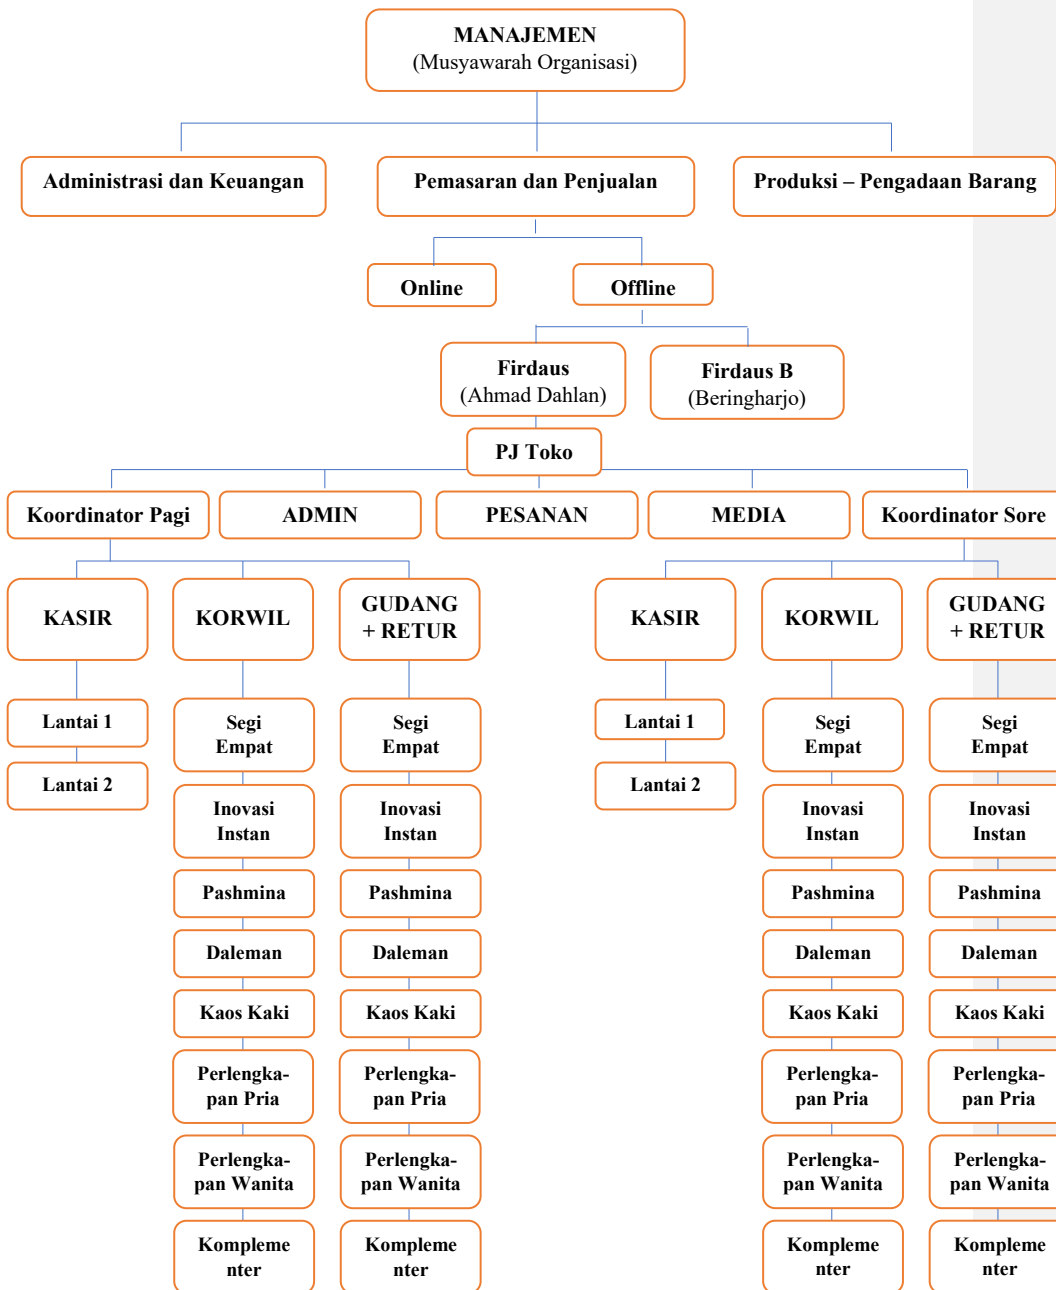 MANAJEMEN
(Musyawarah Organisasi)
Administrasi dan Keuangan
Pemasaran dan Penjualan
Produksi – Pengadaan Barang
Online
Offline
Firdaus
(Ahmad Dahlan)
Firdaus B
(Beringharjo)
PJ Toko
Koordinator Pagi
ADMIN
PESANAN
MEDIA
Koordinator Sore
KASIR
KORWIL
GUDANG
+ RETUR
KASIR
KORWIL
GUDANG
+ RETUR
Lantai 1
Lantai 2
Segi
Empat
Inovasi
Instan
Pashmina
Daleman
Kaos Kaki
Perlengka-
pan Pria
Perlengka-
pan Wanita
Kompleme
nter
Segi
Empat
Inovasi
Instan
Pashmina
Daleman
Kaos Kaki
Perlengka-
pan Pria
Perlengka-
pan Wanita
Kompleme
nter
Lantai 1
Lantai 2
Segi
Empat
Inovasi
Instan
Pashmina
Daleman
Kaos Kaki
Perlengka-
pan Pria
Perlengka-
pan Wanita
Kompleme
nter
Segi
Empat
Inovasi
Instan
Pashmina
Daleman
Kaos Kaki
Perlengka-
pan Pria
Perlengka-
pan Wanita
Kompleme
nter